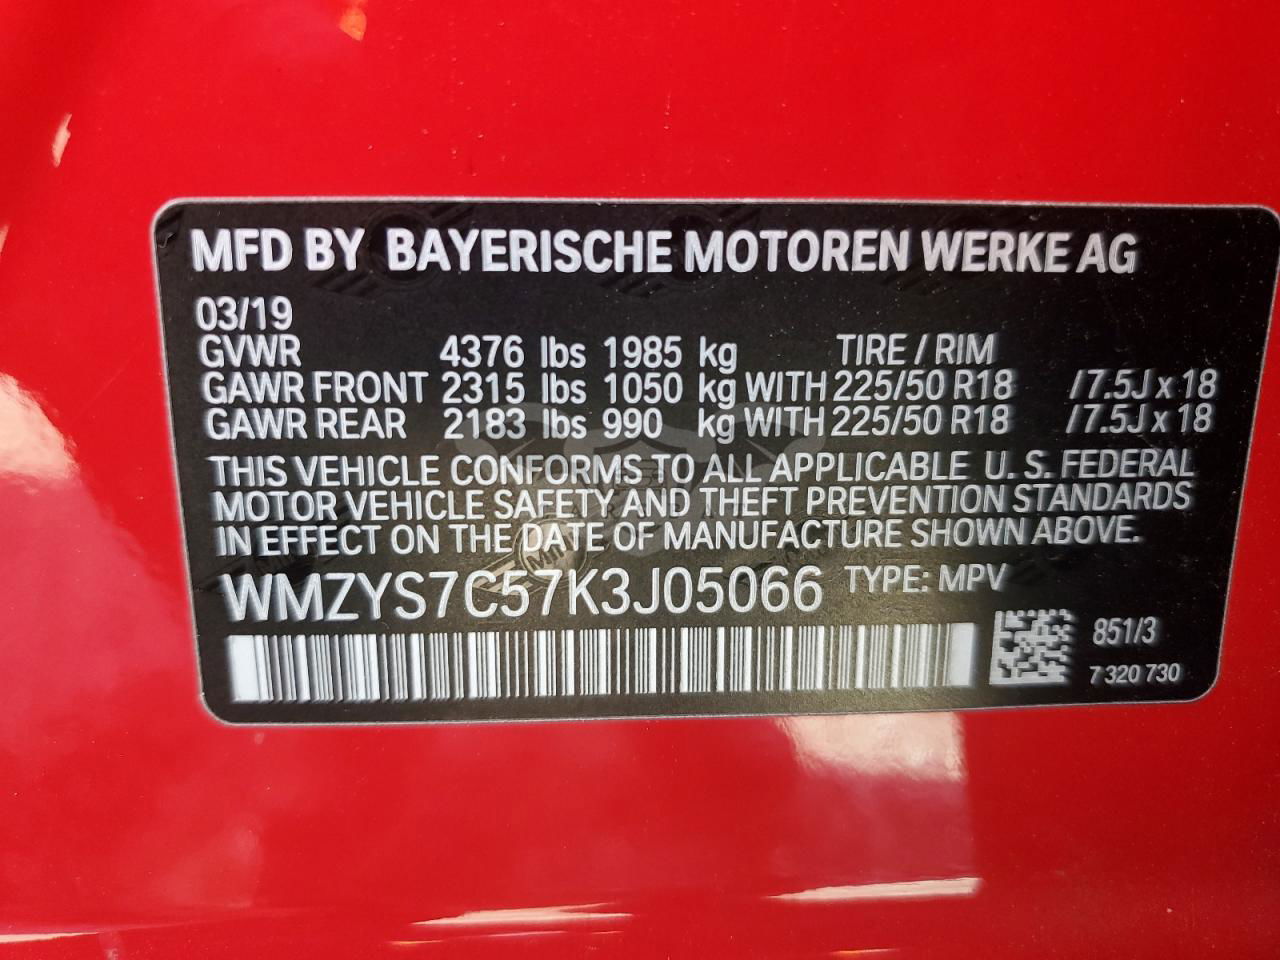 MFD BY BAYERISCHE MOTOREN WERKE AG
03/19
GVWR 4376 lbs 1985 kg TIRE / RIM
GAWR FRONT 2315 lbs 1050 kg WITH 225/50 R18 /7.5J x 18
GAWR REAR 2183 lbs 990 kg WITH 225/50 R18 /7.5J x 18
THIS VEHICLE CONFORMS TO ALL APPLICABLE U. S. FEDERAL
MOTOR VEHICLE SAFETY AND THEFT PREVENTION STANDARDS
IN EFFECT ON THE DATE OF MANUFACTURE SHOWN ABOVE.
WMZYS7C57K3J05066 TYPE: MPV
851/3
7 320 730